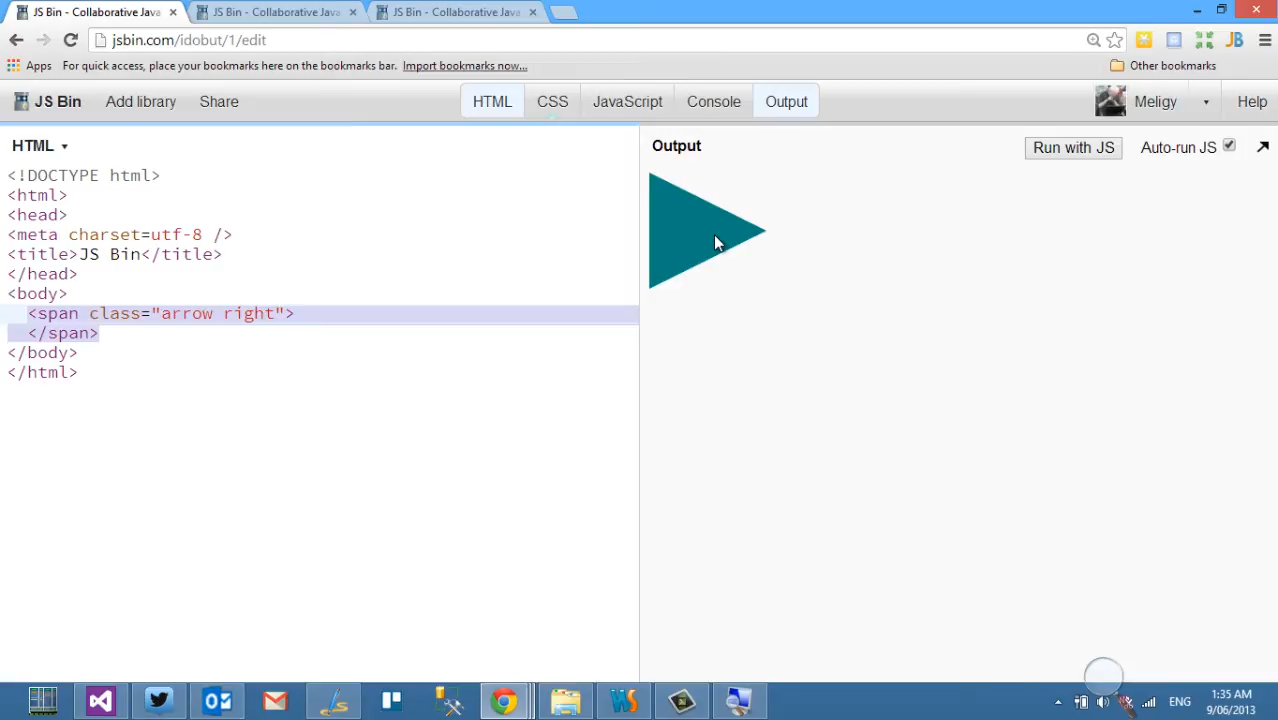 JS Bin - Collaborative Java
JS Bin - Collaborative Java
JS Bin - Collaborative Java
jsbin.com/idobut/1/edit
Apps For quick access, place your bookmarks here on the bookmarks bar. Import bookmarks now... Other bookmarks
JS Bin Add library Share HTML CSS JavaScript Console Output Meligy Help
HTML
<!DOCTYPE html>
<html>
<head>
<meta charset=utf-8 />
<title>JS Bin</title>
</head>
<body>
<span class="arrow right">
</span>
</body>
</html>
Output Run with JS Auto-run JS
ENG
1:35 AM
9/06/2013